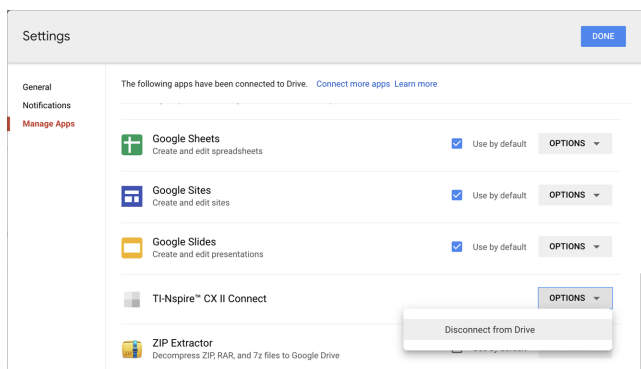 Settings
DONE
General
Notifications
Manage Apps
The following apps have been connected to Drive. Connect more apps Learn more
Google Sheets
Create and edit spreadsheets
Use by default
OPTIONS
Google Sites
Create and edit sites
Use by default
OPTIONS
Google Slides
Create and edit presentations
Use by default
OPTIONS
TI-Nspire™ CX II Connect
OPTIONS
Disconnect from Drive
ZIP Extractor
Decompress ZIP, RAR, and 7z files to Google Drive